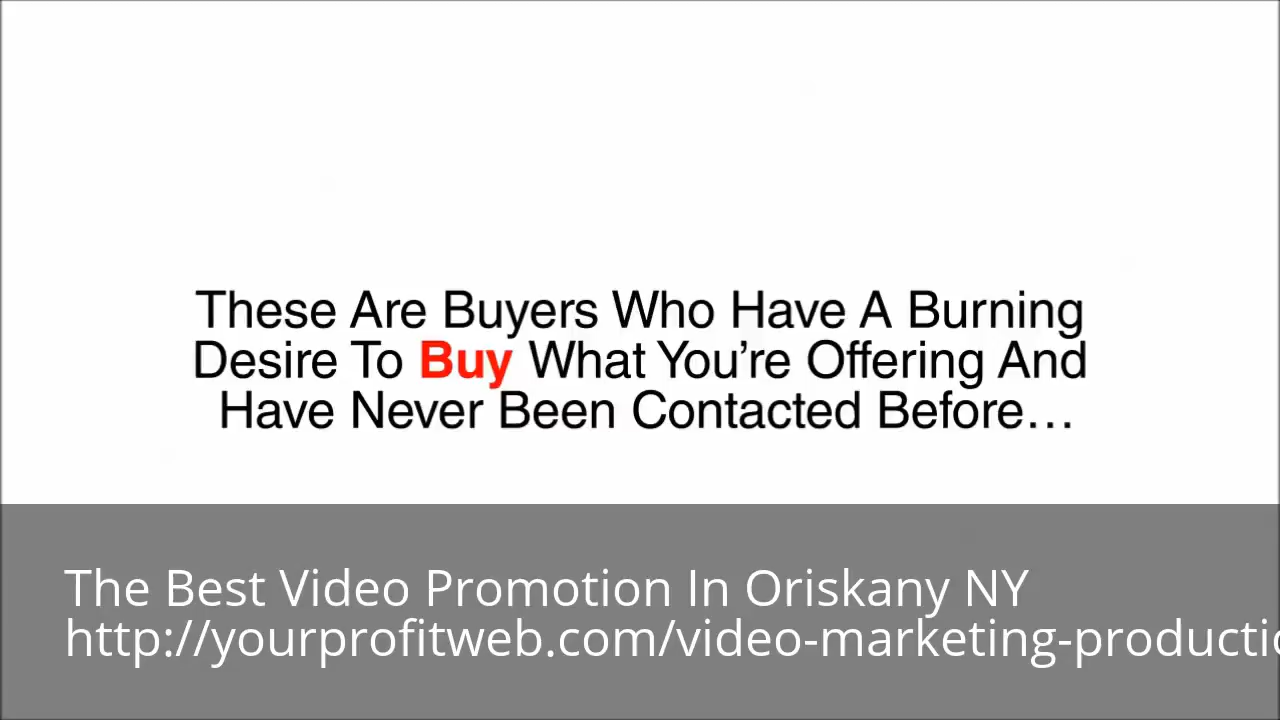 These Are Buyers Who Have A Burning
Desire To Buy What You’re Offering And
Have Never Been Contacted Before…
The Best Video Promotion In Oriskany NY
http://yourprofitweb.com/video-marketing-productio